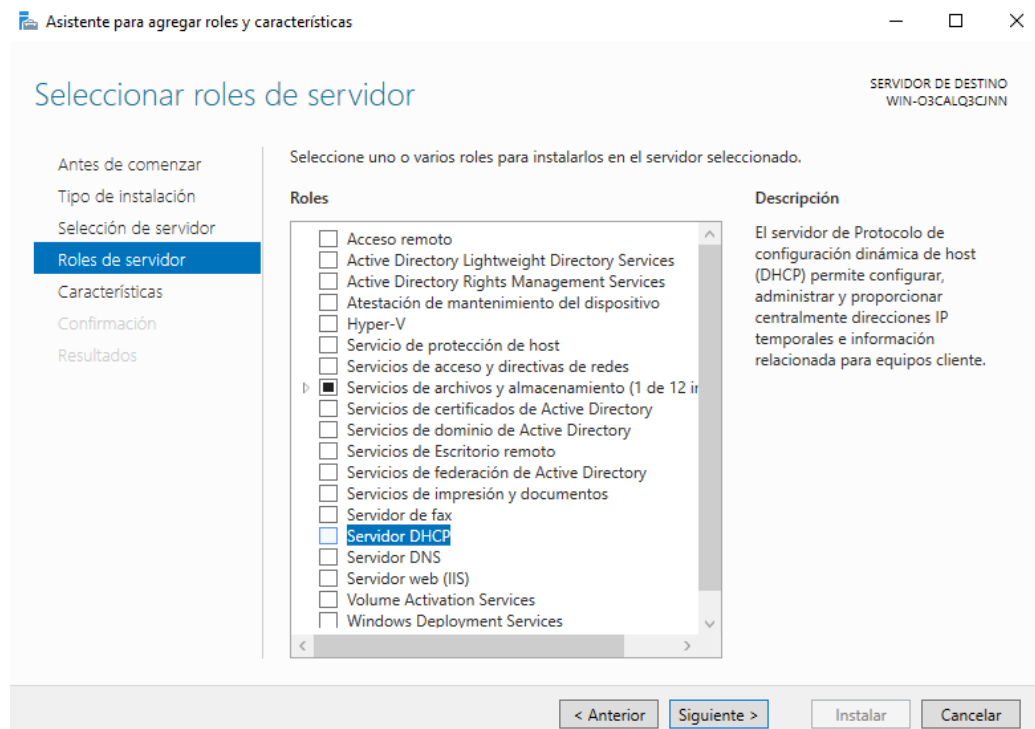 Asistente para agregar roles y características
Seleccionar roles de servidor
SERVIDOR DE DESTINO
WIN-O3CALQ3CJNN
Antes de comenzar
Tipo de instalación
Selección de servidor
Roles de servidor
Características
Confirmación
Resultados
Seleccione uno o varios roles para instalarlos en el servidor seleccionado.
Roles
Acceso remoto
Active Directory Lightweight Directory Services
Active Directory Rights Management Services
Atestación de mantenimiento del dispositivo
Hyper-V
Servicio de protección de host
Servicios de acceso y directivas de redes
Servicios de archivos y almacenamiento (1 de 12 in
Servicios de certificados de Active Directory
Servicios de dominio de Active Directory
Servicios de Escritorio remoto
Servicios de federación de Active Directory
Servicios de impresión y documentos
Servidor de fax
Servidor DHCP
Servidor DNS
Servidor web (IIS)
Volume Activation Services
Windows Deployment Services
Descripción
El servidor de Protocolo de
configuración dinámica de host
(DHCP) permite configurar,
administrar y proporcionar
centralmente direcciones IP
temporales e información
relacionada para equipos cliente.
< Anterior
Siguiente >
Instalar
Cancelar